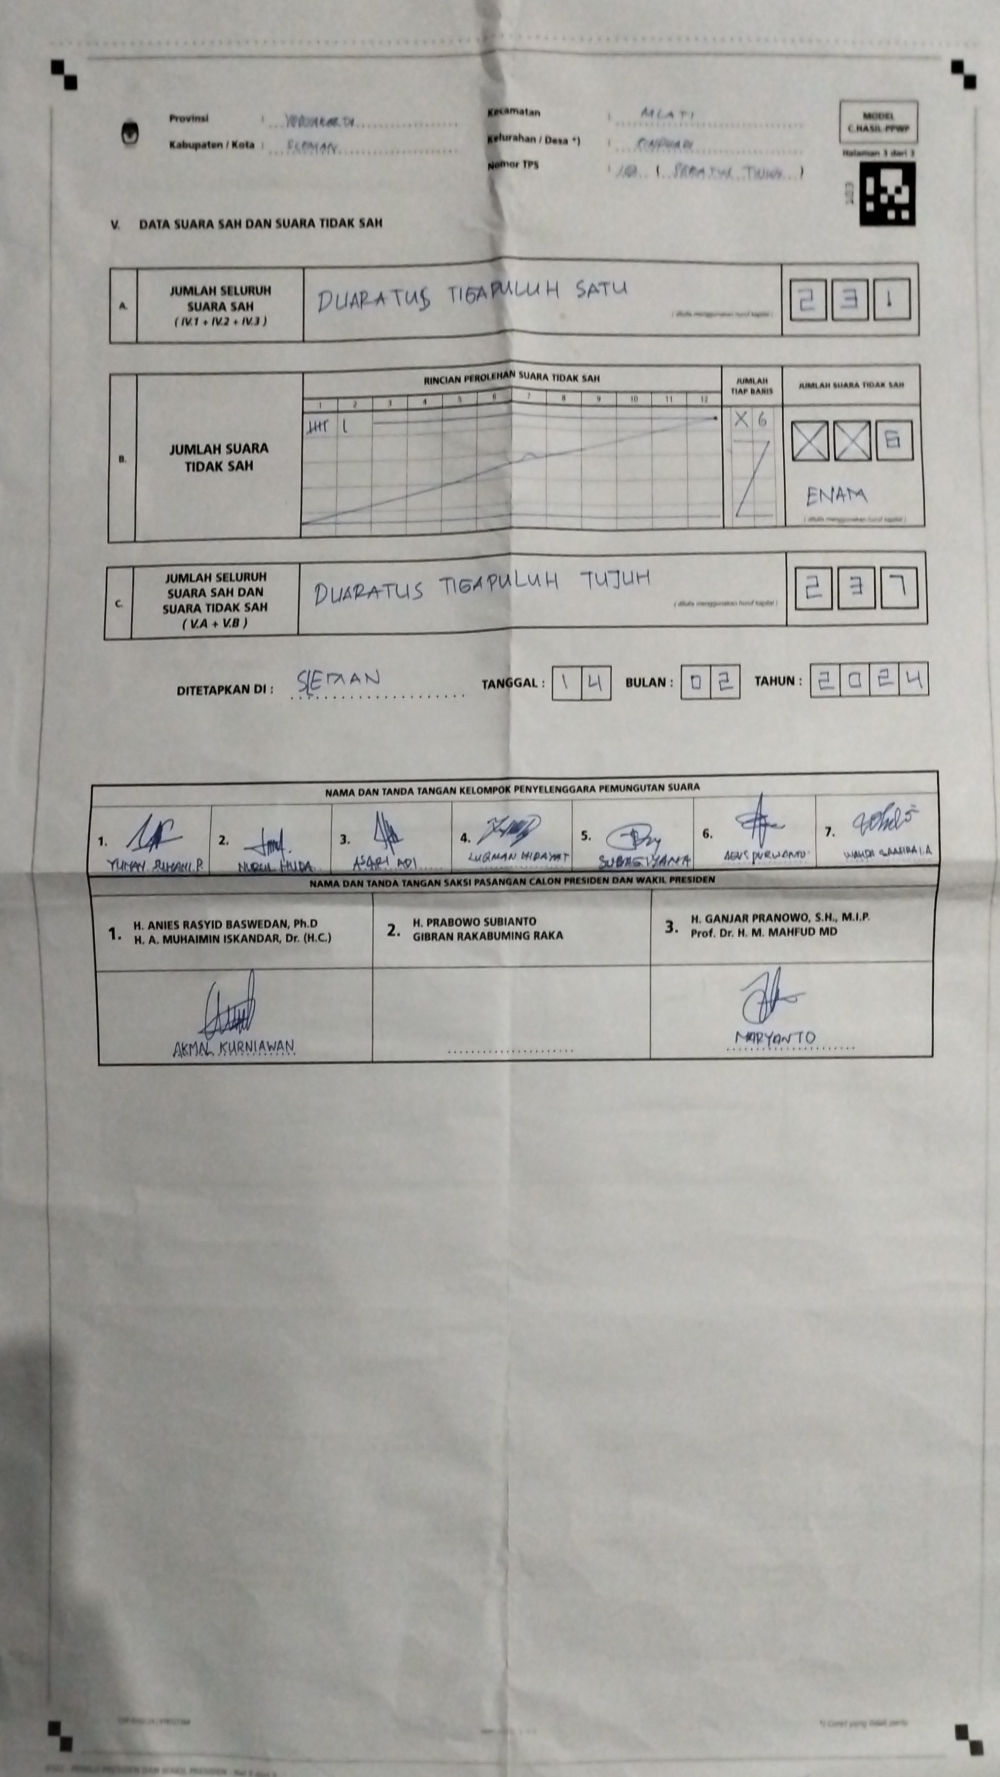 Provinsi : YOGYAKARTA
Kabupaten / Kota : SLEMAN
Kecamatan : MLATI
Kelurahan / Desa *) :
Nomor TPS : ( SERATUS TUJUH )
MODEL
C.HASIL-PPWP
Halaman 3 dari 3
V. DATA SUARA SAH DAN SUARA TIDAK SAH
A. JUMLAH SELURUH
SUARA SAH
( IV.1 + IV.2 + IV.3 )
DUARATUS TIGAPULUH SATU
( ditulis menggunakan huruf kapital )
2 3 1
B. JUMLAH SUARA
TIDAK SAH
RINCIAN PEROLEHAN SUARA TIDAK SAH
1 2 3 4 5 6 7 8 9 10 11 12
JUMLAH
TIAP BARIS
X 6
JUMLAH SUARA TIDAK SAH
X X 6
ENAM
( ditulis menggunakan huruf kapital )
C. JUMLAH SELURUH
SUARA SAH DAN
SUARA TIDAK SAH
( V.A + V.B )
DUARATUS TIGAPULUH TUJUH
( ditulis menggunakan huruf kapital )
2 3 7
DITETAPKAN DI : SLEMAN TANGGAL : 1 4 BULAN : 0 2 TAHUN : 2 0 2 4
NAMA DAN TANDA TANGAN KELOMPOK PENYELENGGARA PEMUNGUTAN SUARA
1. 2. 3. 4. 5. 6. 7.
NURUL HUDA ASARI ADI LUQMAN HIDAYAT SUBAGIYANA AGUS PURWANTO
NAMA DAN TANDA TANGAN SAKSI PASANGAN CALON PRESIDEN DAN WAKIL PRESIDEN
1. H. ANIES RASYID BASWEDAN, Ph.D
H. A. MUHAIMIN ISKANDAR, Dr. (H.C.)
2. H. PRABOWO SUBIANTO
GIBRAN RAKABUMING RAKA
3. H. GANJAR PRANOWO, S.H., M.I.P.
Prof. Dr. H. M. MAHFUD MD
AKMAL KURNIAWAN
MARYANTO
*) Coret yang tidak perlu